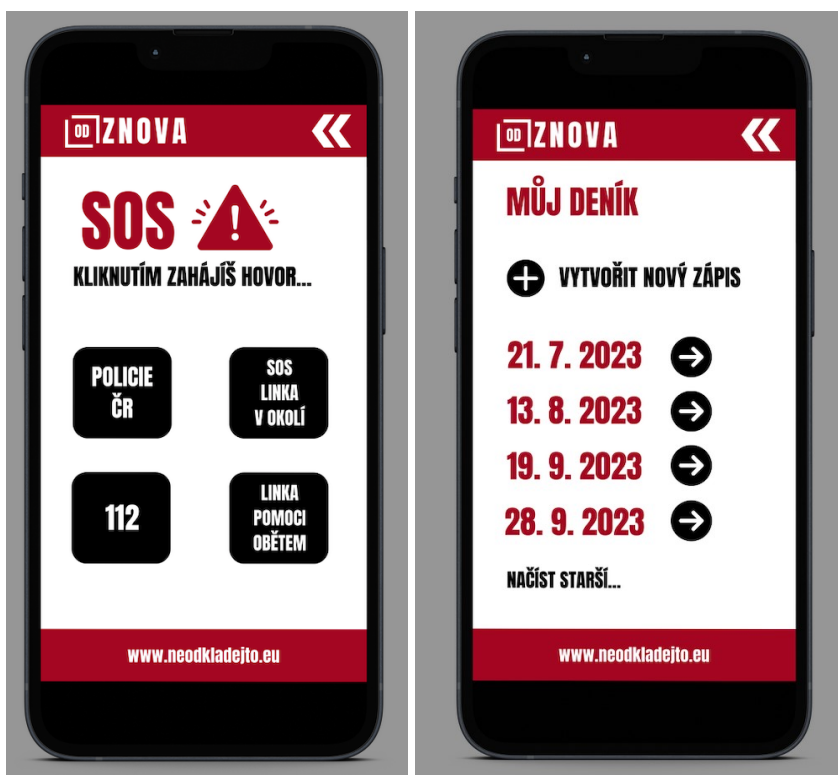 OD ZNOVA
SOS
KLIKNUTÍM ZAHÁJÍŠ HOVOR...
POLICIE
ČR
SOS
LINKA
V OKOLÍ
112
LINKA
POMOCI
OBĚTEM
www.neodkladejto.eu
OD ZNOVA
MŮJ DENÍK
VYTVOŘIT NOVÝ ZÁPIS
21. 7. 2023
13. 8. 2023
19. 9. 2023
28. 9. 2023
NAČÍST STARŠÍ...
www.neodkladejto.eu